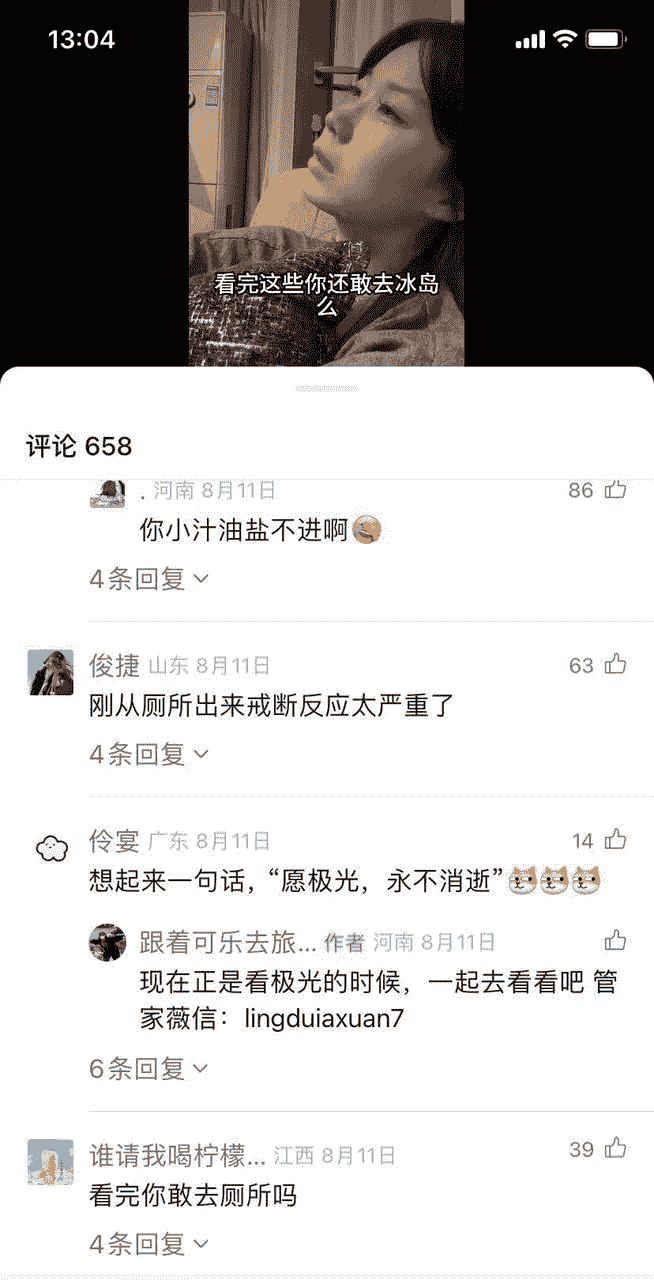 13:04
看完这些你还敢去冰岛
么
评论 658
. 河南 8月11日 86
你小汁油盐不进啊
4条回复
俊捷 山东 8月11日 63
刚从厕所出来戒断反应太严重了
4条回复
伶宴 广东 8月11日 14
想起来一句话，“愿极光，永不消逝”
跟着可乐去旅... 作者 河南 8月11日
现在正是看极光的时候，一起去看看吧 管
家薇信：lingduiaxuan7
6条回复
谁请我喝柠檬... 江西 8月11日 39
看完你敢去厕所吗
4条回复